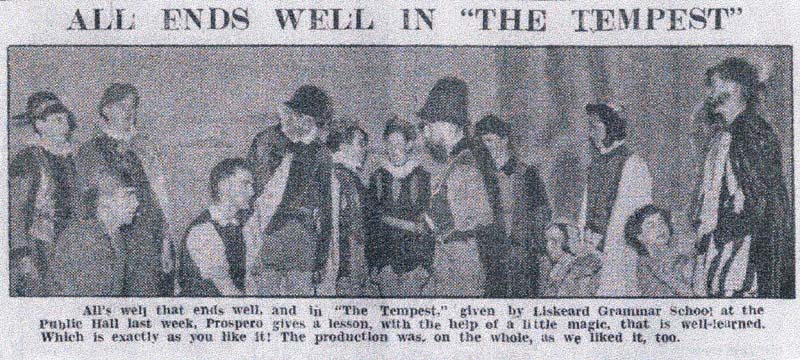 ALL ENDS WELL IN "THE TEMPEST"
All's well that ends well, and in "The Tempest," given by Liskeard Grammar School at the
Public Hall last week, Prospero gives a lesson, with the help of a little magic, that is well-learned.
Which is exactly as you like it! The production was, on the whole, as we liked it, too.